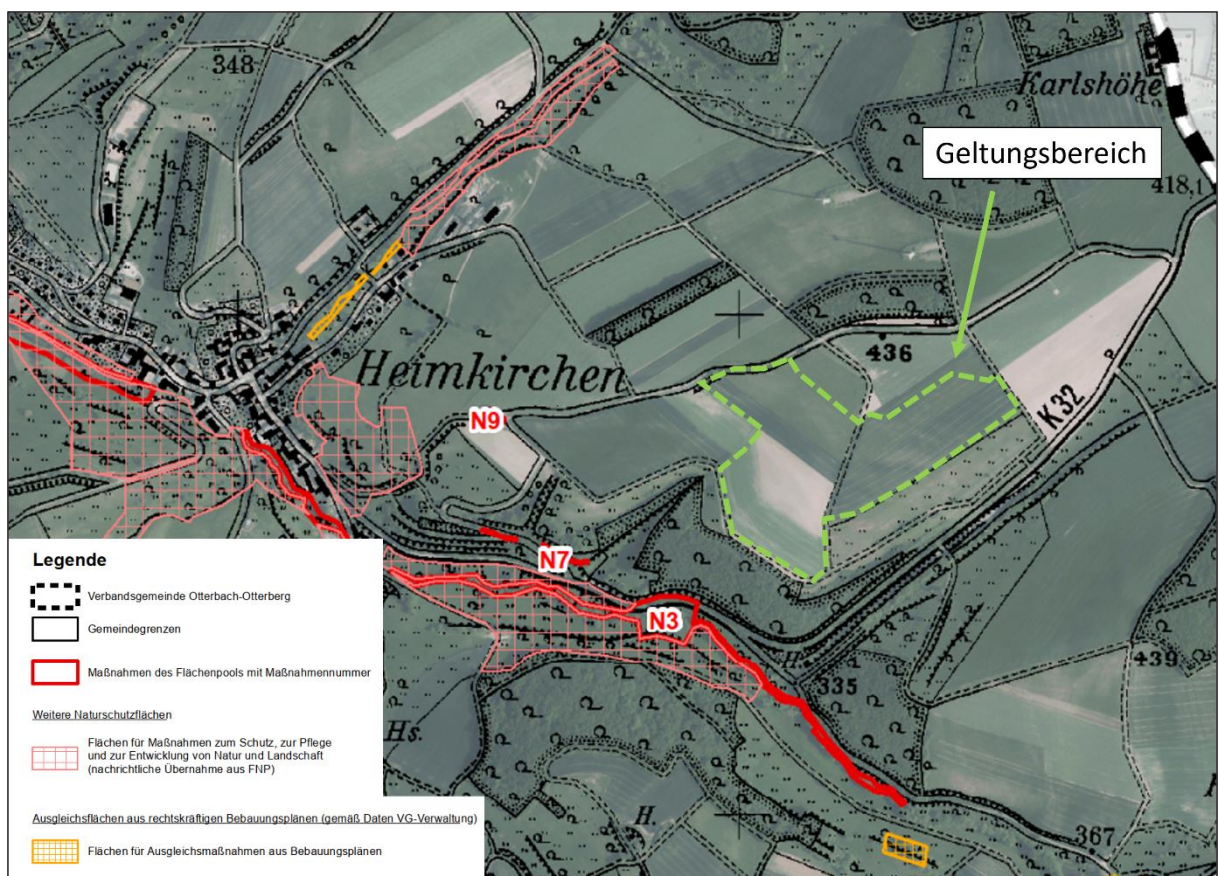 348
Karlshöhe
Geltungsbereich
418,1
436
Heimkirchen
K 32
N9
N7
N3
H.
335
439
Hs.
H.
367
Legende
Verbandsgemeinde Otterbach-Otterberg
Gemeindegrenzen
Maßnahmen des Flächenpools mit Maßnahmennummer
Weitere Naturschutzflächen
Flächen für Maßnahmen zum Schutz, zur Pflege
und zur Entwicklung von Natur und Landschaft
(nachrichtliche Übernahme aus FNP)
Ausgleichsflächen aus rechtskräftigen Bebauungsplänen (gemäß Daten VG-Verwaltung)
Flächen für Ausgleichsmaßnahmen aus Bebauungsplänen